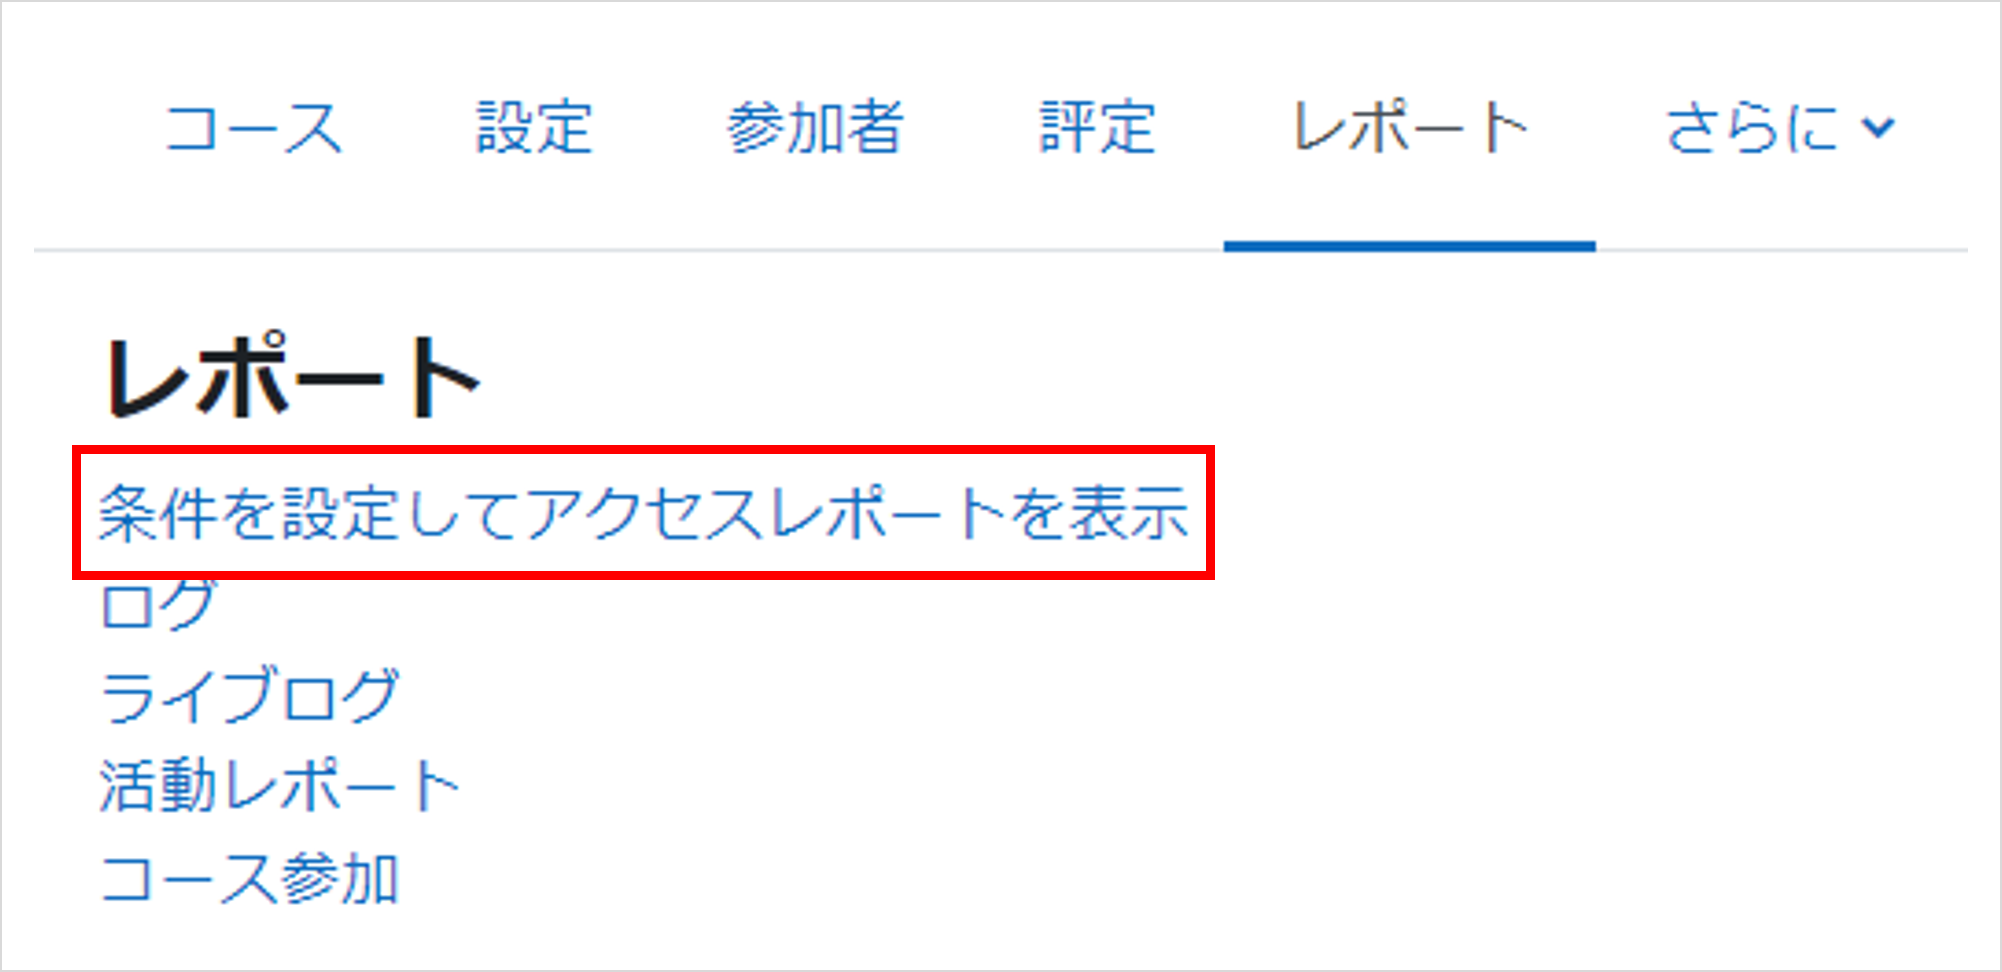 コース 設定 参加者 評定 レポート さらに
レポート
条件を設定してアクセスレポートを表示
ログ
ライブログ
活動レポート
コース参加